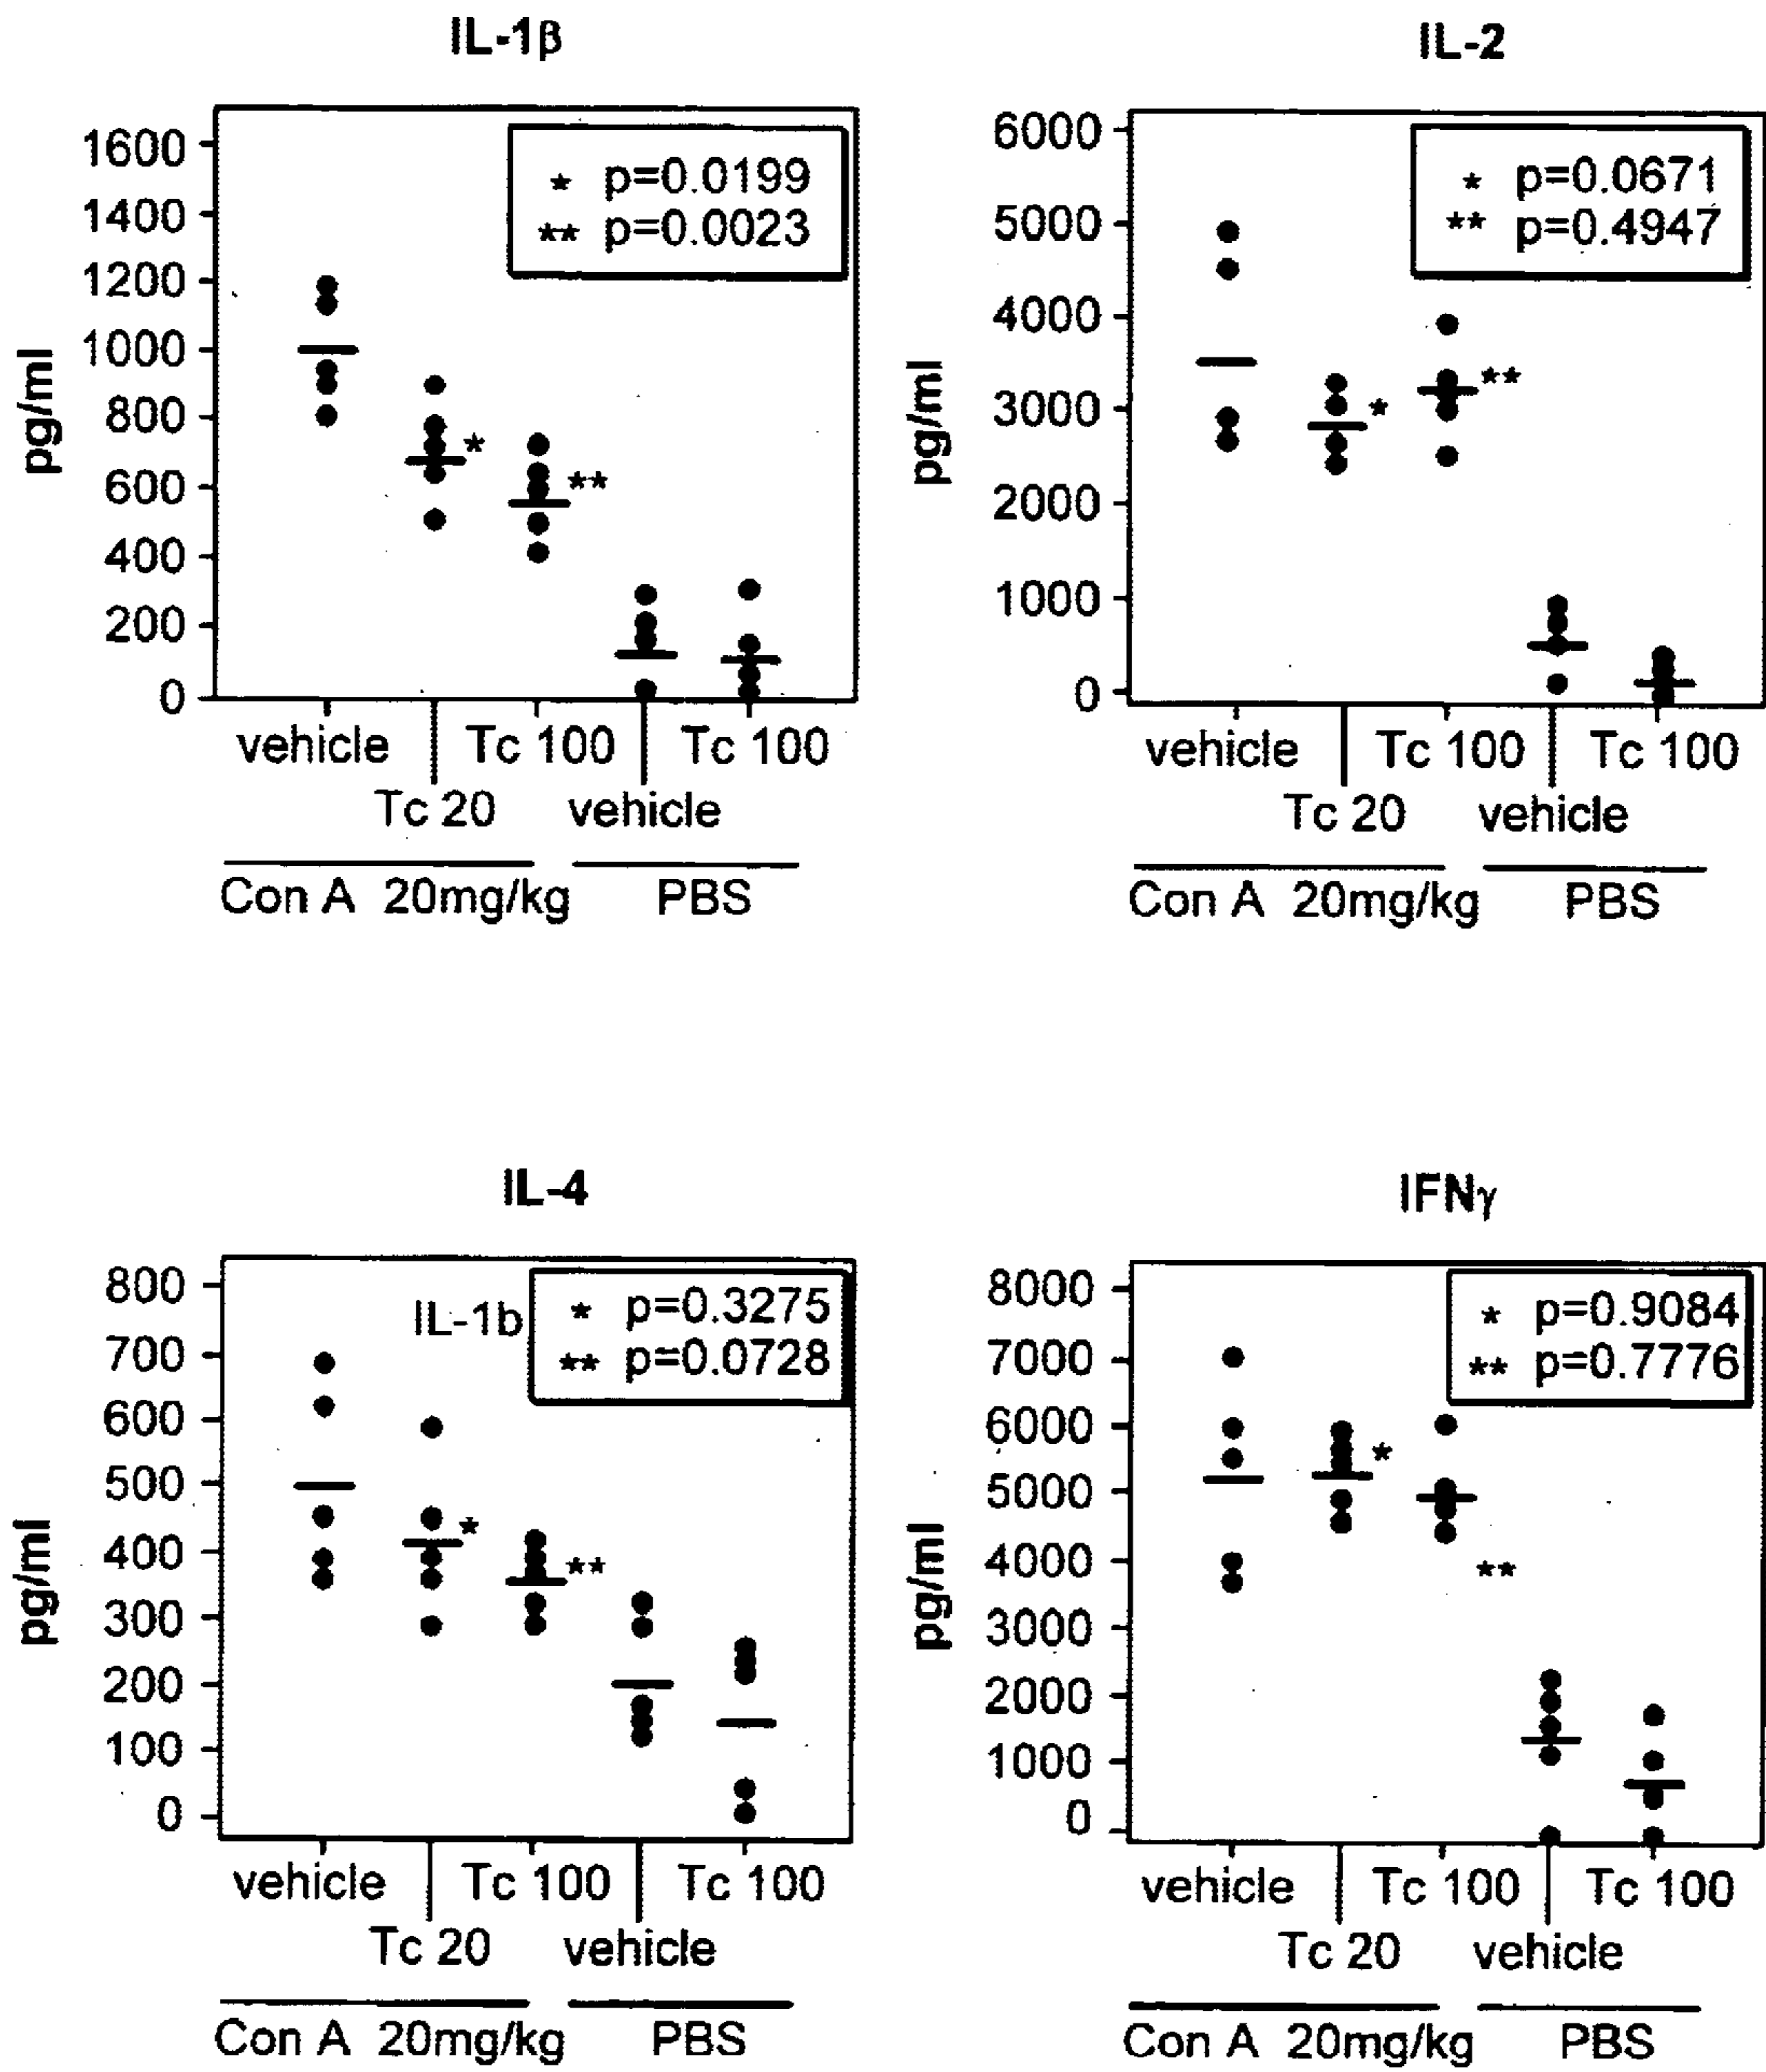 IL-1β
1600
1400
1200
1000
800
600
400
200
0
pg/ml
* p=0.0199
** p=0.0023
*
**
vehicle Tc 100 Tc 100
Tc 20 vehicle
Con A 20mg/kg PBS
IL-2
6000
5000
4000
3000
2000
1000
0
pg/ml
* p=0.0671
** p=0.4947
*
**
vehicle Tc 100 Tc 100
Tc 20 vehicle
Con A 20mg/kg PBS
IL-4
800
700
600
500
400
300
200
100
0
pg/ml
IL-1b
* p=0.3275
** p=0.0728
*
**
vehicle Tc 100 Tc 100
Tc 20 vehicle
Con A 20mg/kg PBS
IFNγ
8000
7000
6000
5000
4000
3000
2000
1000
0
pg/ml
* p=0.9084
** p=0.7776
*
**
vehicle Tc 100 Tc 100
Tc 20 vehicle
Con A 20mg/kg PBS